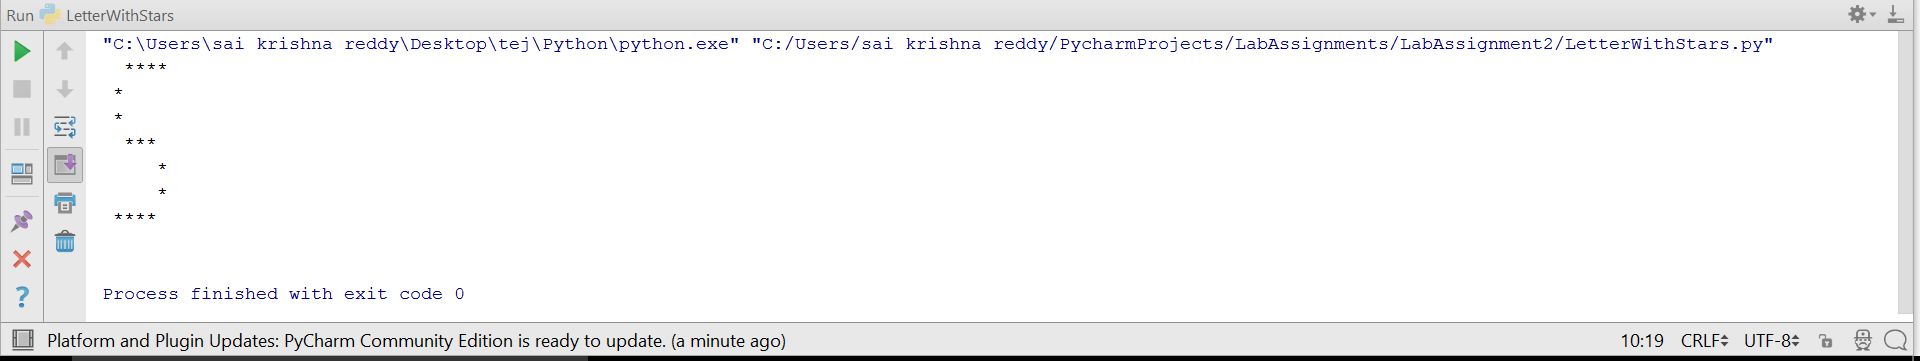 Run LetterWithStars
"C:\Users\sai krishna reddy\Desktop\tej\Python\python.exe" "C:/Users/sai krishna reddy/PycharmProjects/LabAssignments/LabAssignment2/LetterWithStars.py"
  ****
 *
 *
  ***
     *
     *
 ****
Process finished with exit code 0
Platform and Plugin Updates: PyCharm Community Edition is ready to update. (a minute ago) 10:19 CRLF UTF-8